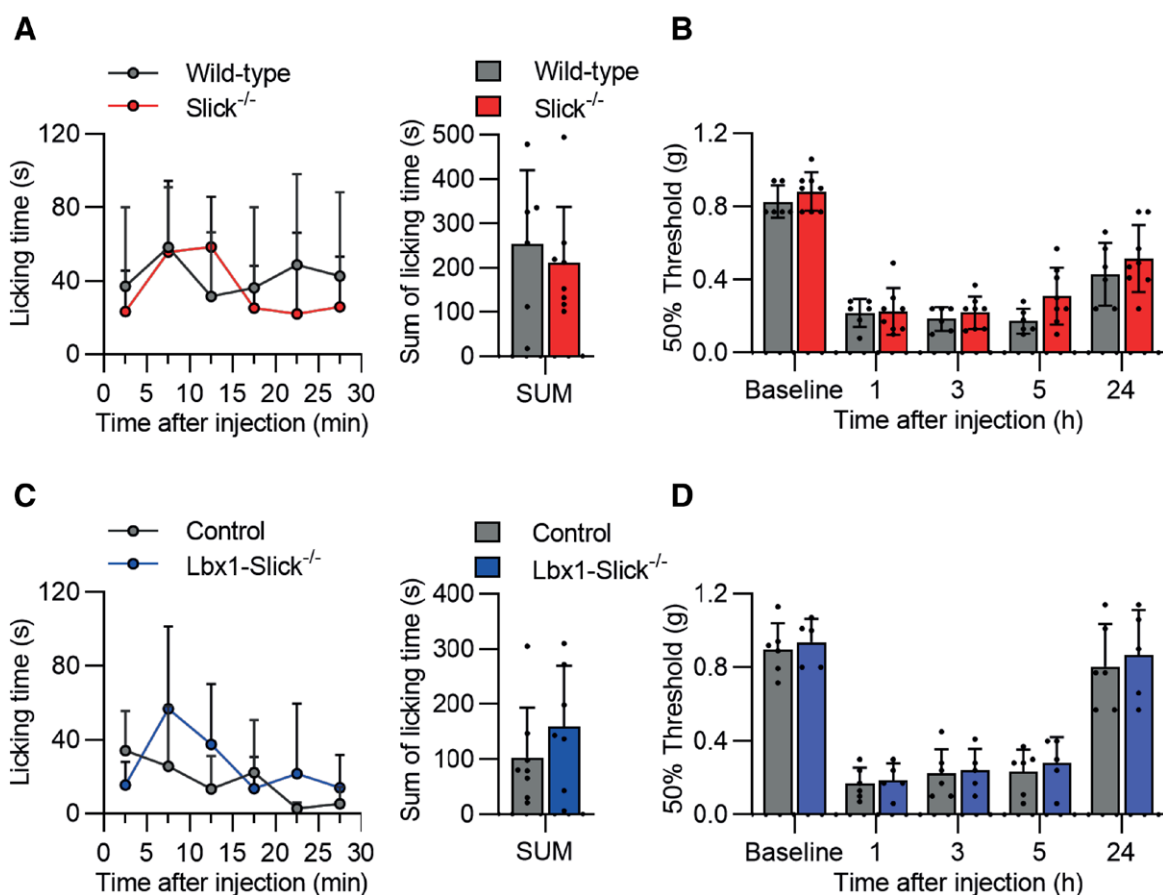 A
Wild-type
Slick-/-
Licking time (s)
120
80
40
0
0 5 10 15 20 25 30
Time after injection (min)
Wild-type
Slick-/-
Sum of licking time (s)
500
400
300
200
100
0
SUM
B
50% Threshold (g)
1.2
0.8
0.4
0.0
Baseline 1 3 5 24
Time after injection (h)
C
Control
Lbx1-Slick-/-
Licking time (s)
120
80
40
0
0 5 10 15 20 25 30
Time after injection (min)
Control
Lbx1-Slick-/-
Sum of licking time (s)
400
300
200
100
0
SUM
D
50% Threshold (g)
1.2
0.8
0.4
0.0
Baseline 1 3 5 24
Time after injection (h)